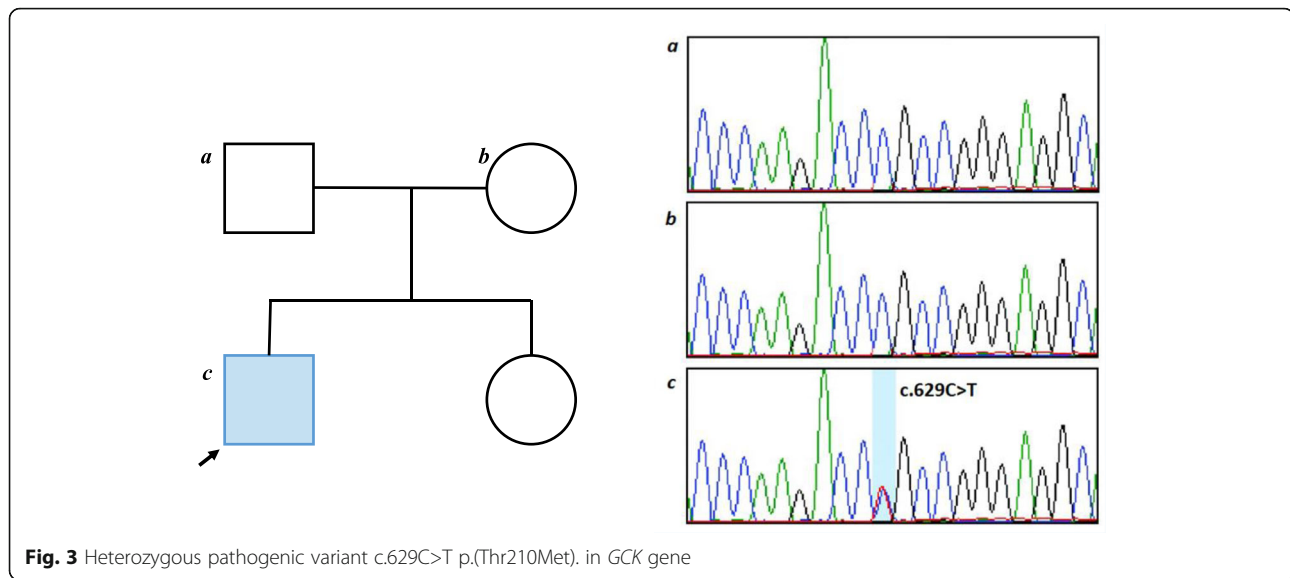 a
b
c
a
b
c
c.629C>T
Fig. 3 Heterozygous pathogenic variant c.629C>T p.(Thr210Met). in GCK gene